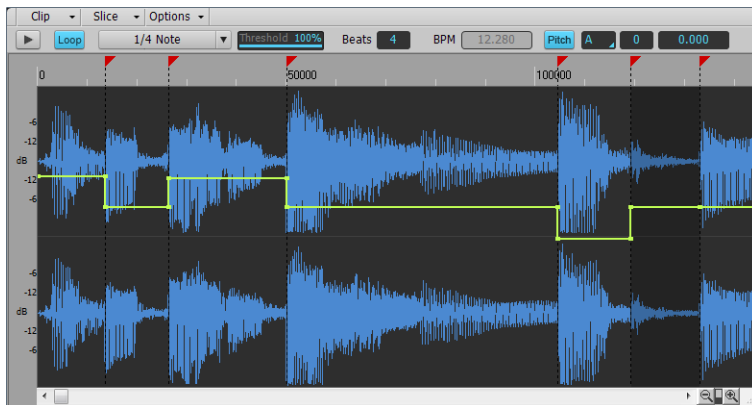 Clip Slice Options
Loop 1/4 Note Threshold 100% Beats 4 BPM 12.280 Pitch A 0 0.000
0 50000 100000
-6
-12
dB
-12
-6
-6
-12
dB
-12
-6